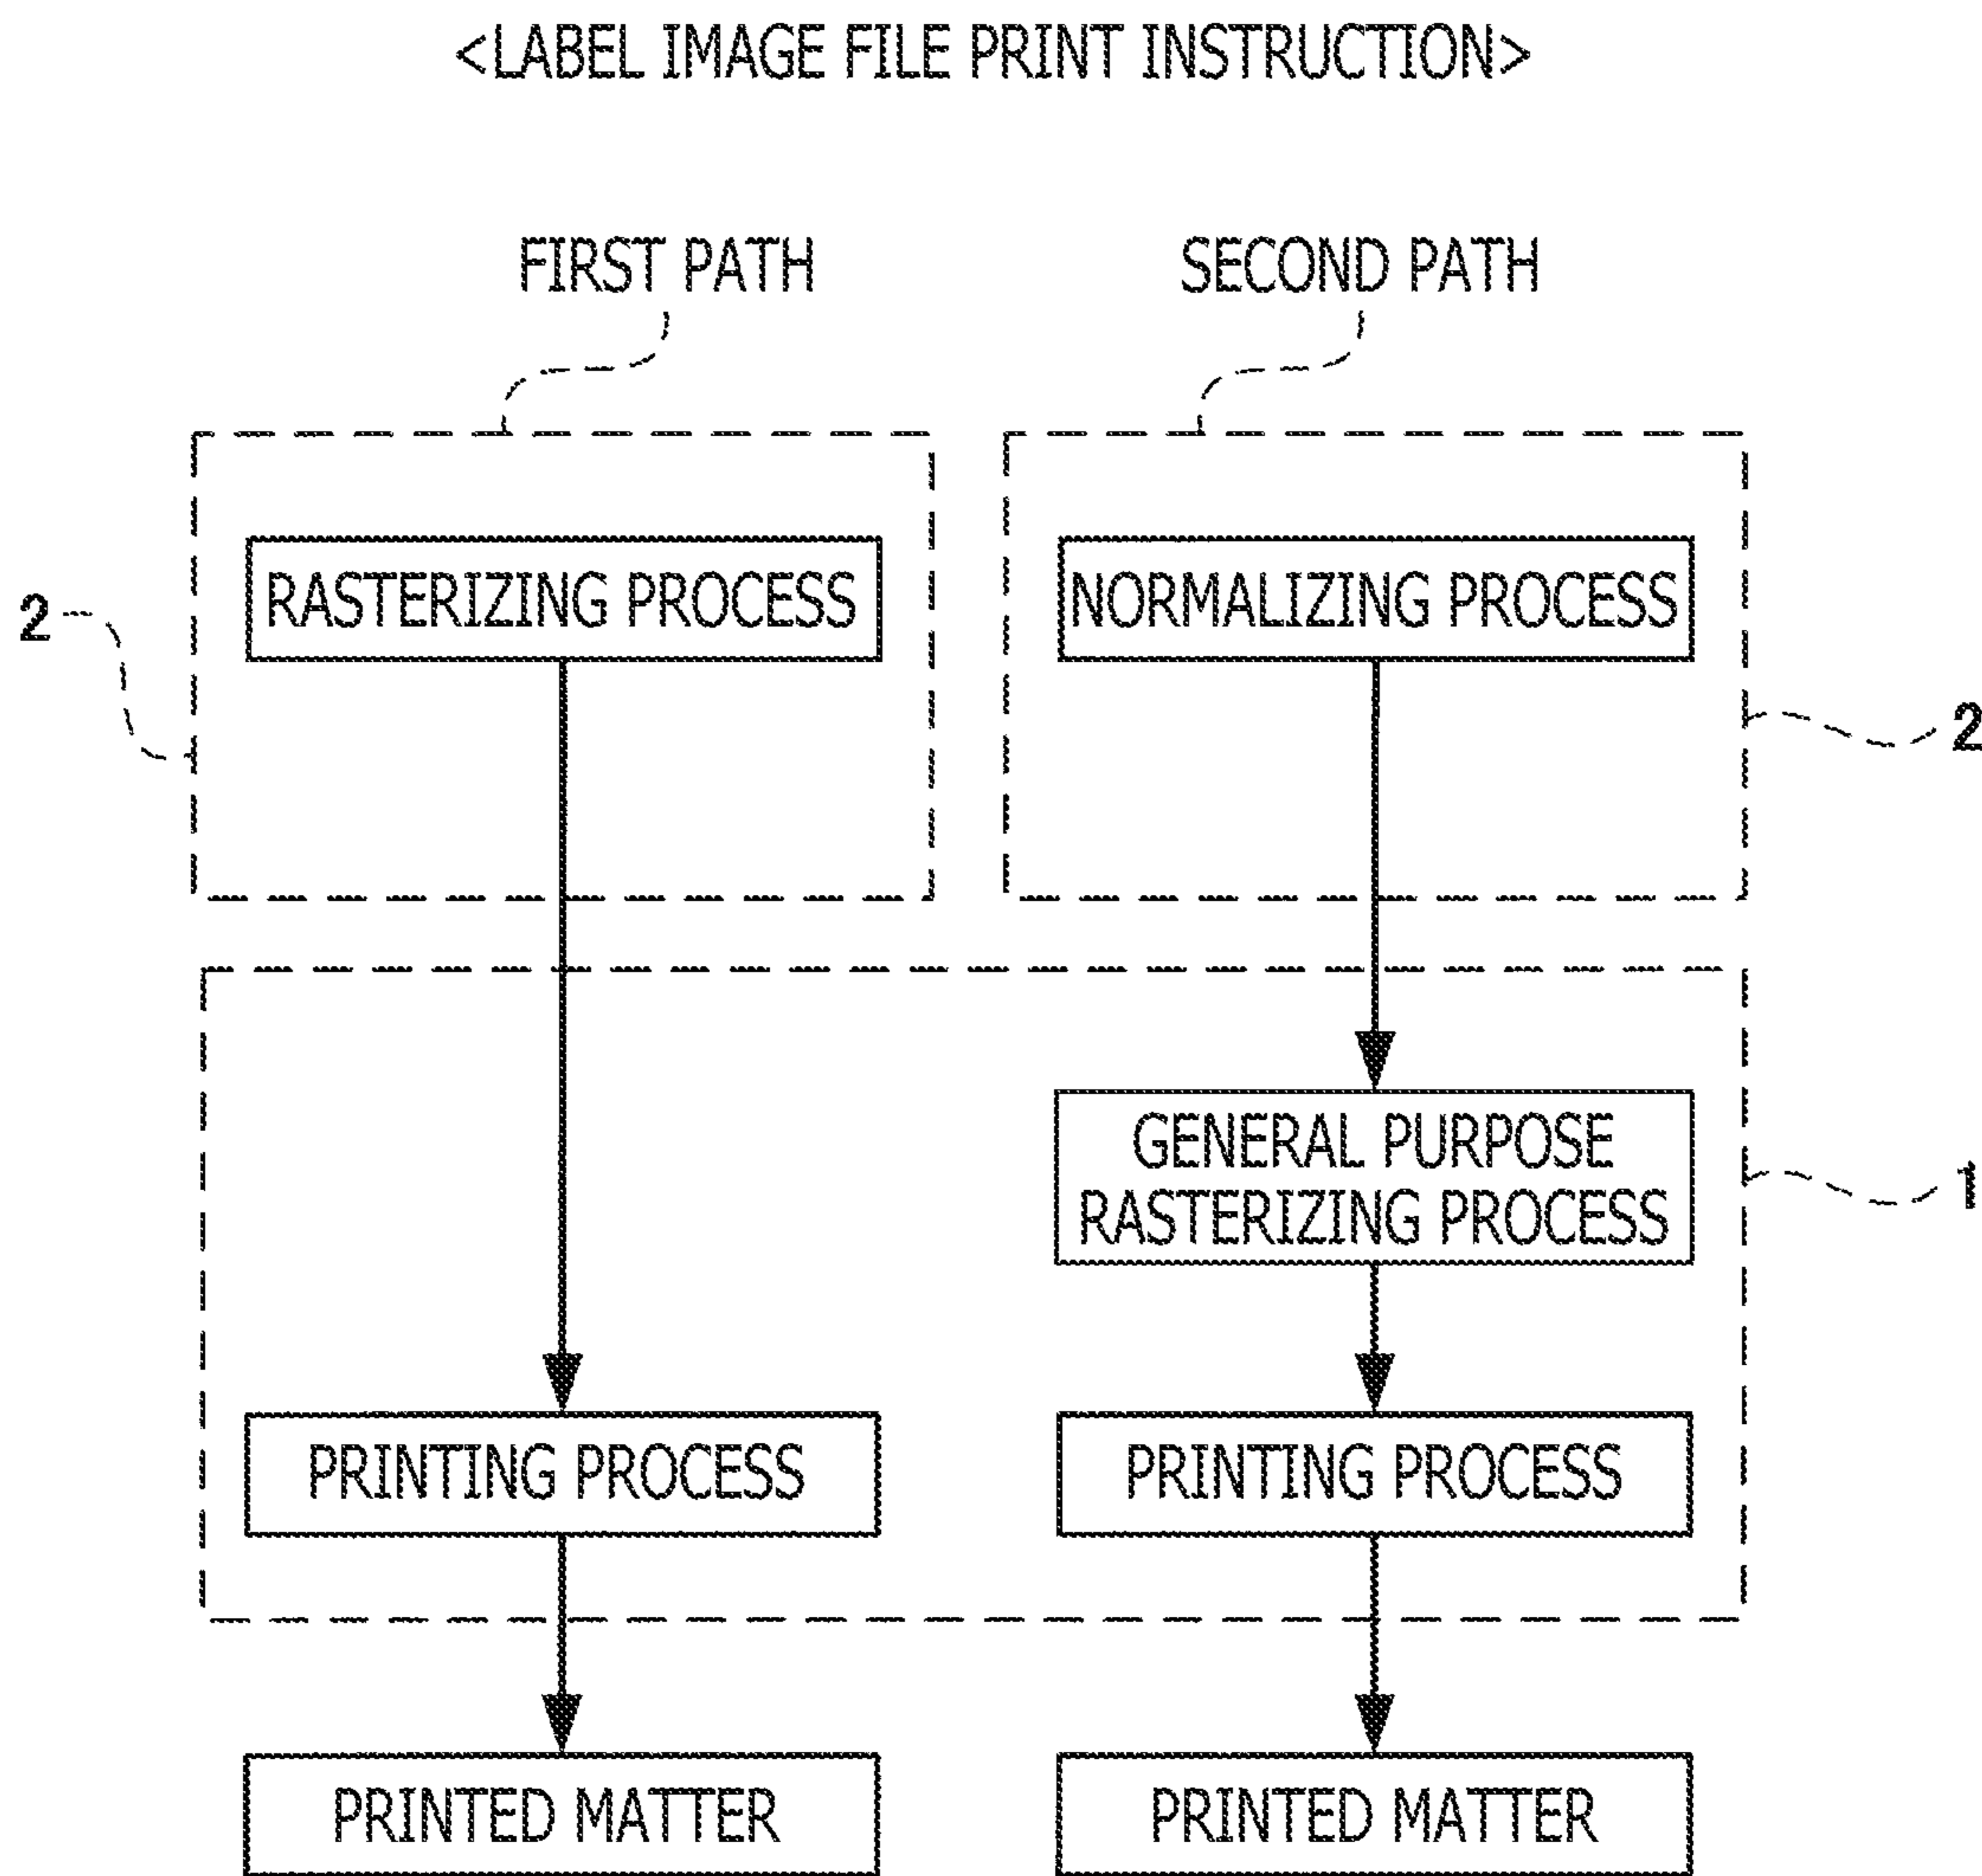 <LABEL IMAGE FILE PRINT INSTRUCTION>
FIRST PATH
SECOND PATH
RASTERIZING PROCESS
NORMALIZING PROCESS
2
2
GENERAL PURPOSE
RASTERIZING PROCESS
1
PRINTING PROCESS
PRINTING PROCESS
PRINTED MATTER
PRINTED MATTER